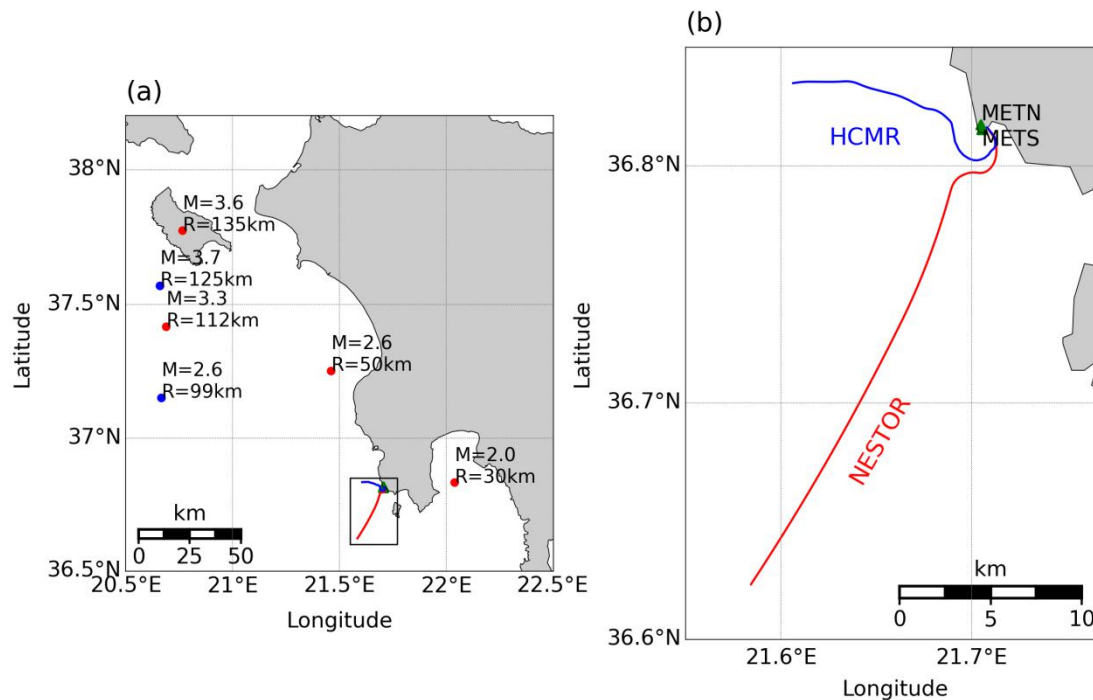 (a)
38°N
37.5°N
37°N
36.5°N
20.5°E
21°E
21.5°E
22°E
22.5°E
Latitude
Longitude
M=3.6
R=135km
M=3.7
R=125km
M=3.3
R=112km
M=2.6
R=50km
M=2.6
R=99km
M=2.0
R=30km
km
0
25
50
(b)
36.8°N
36.7°N
36.6°N
21.6°E
21.7°E
Latitude
Longitude
METN
METS
HCMR
NESTOR
km
0
5
10